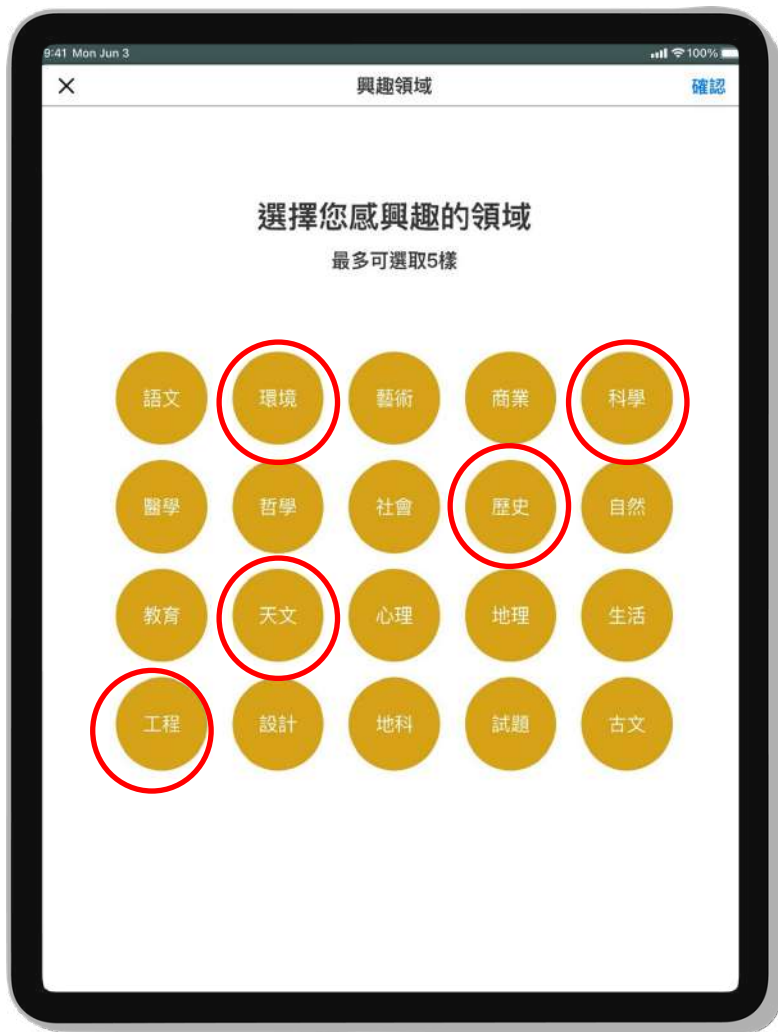 9:41 Mon Jun 3 100%
興趣領域 確認
選擇您感興趣的領域
最多可選取5樣
語文 環境 藝術 商業 科學
醫學 哲學 社會 歷史 自然
教育 天文 心理 地理 生活
工程 設計 地科 試題 古文